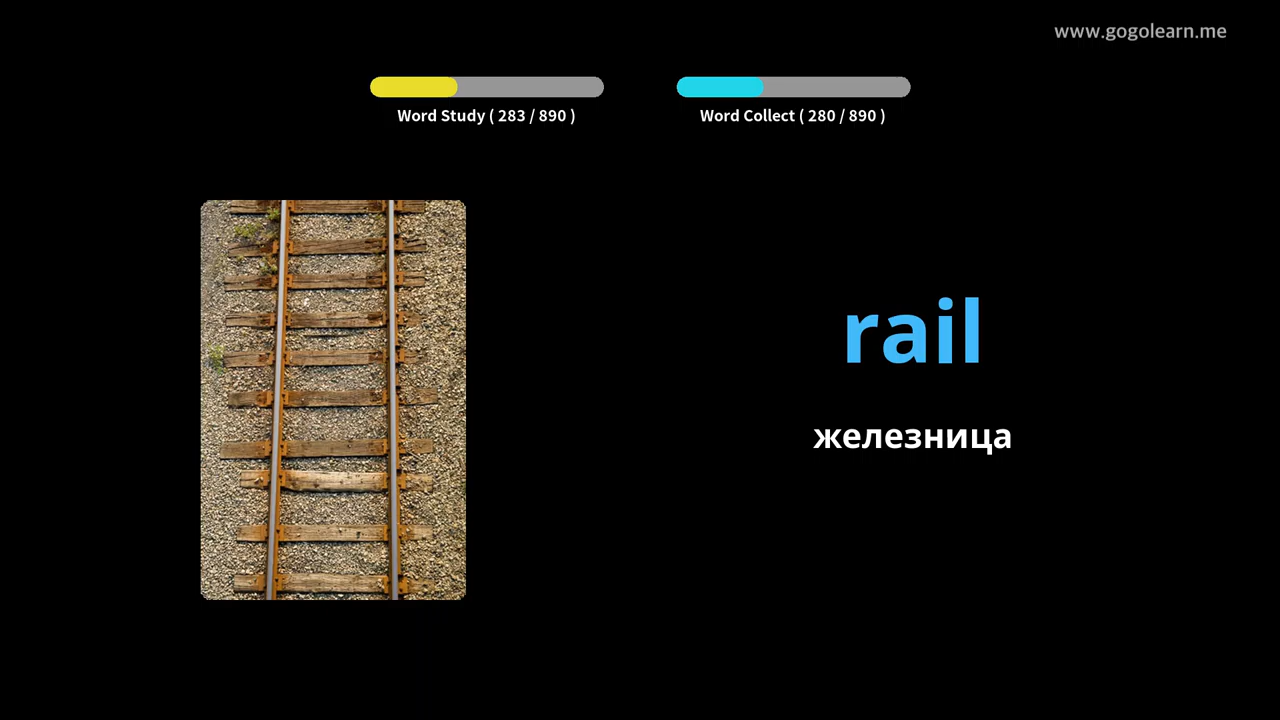 www.gogolearn.me
Word Study ( 283 / 890 )
Word Collect ( 280 / 890 )
rail
железница